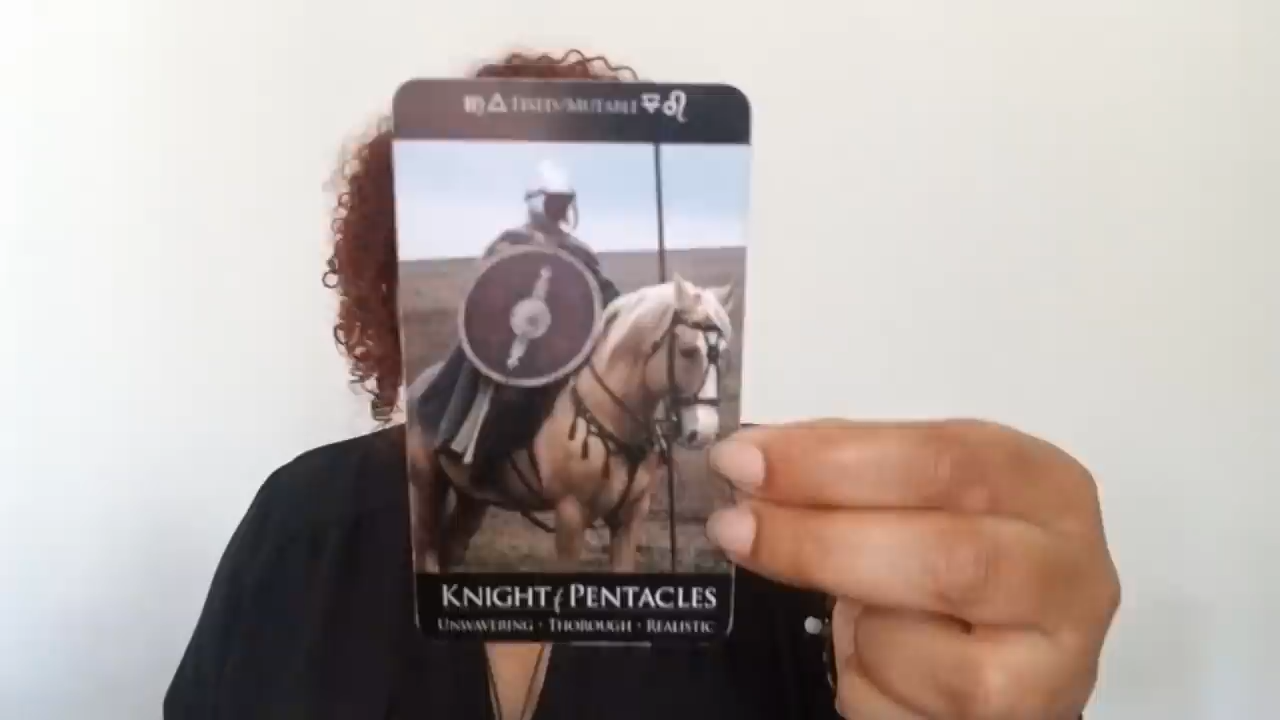 FIXED/MUTABLE
KNIGHT of PENTACLES
UNWAVERING · THOROUGH · REALISTIC